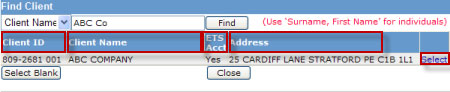 Find Client
Client Name ABC Co Find (Use 'Surname, First Name' for individuals)
Client ID Client Name ETS Acct Address
809-2681 001 ABC COMPANY Yes 25 CARDIFF LANE STRATFORD PE C1B 1L1 Select
Select Blank Close